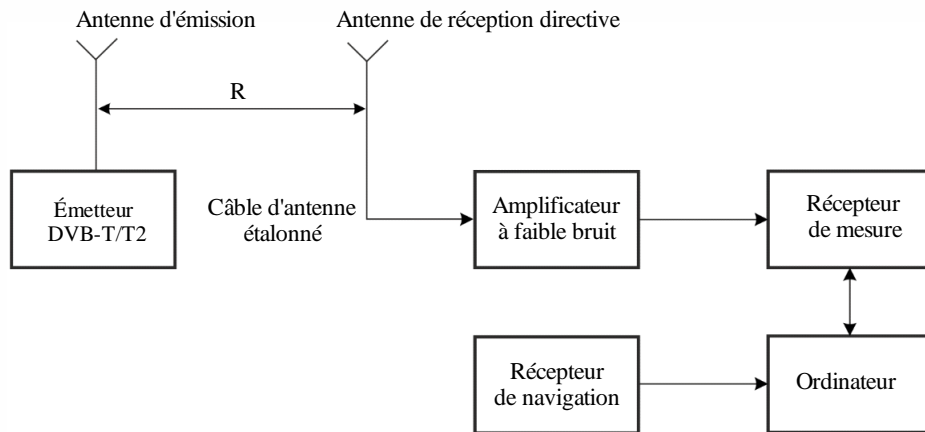 Antenne d'émission
Antenne de réception directive
R
Émetteur
DVB-T/T2
Câble d'antenne
étalonné
Amplificateur
à faible bruit
Récepteur
de mesure
Récepteur
de navigation
Ordinateur